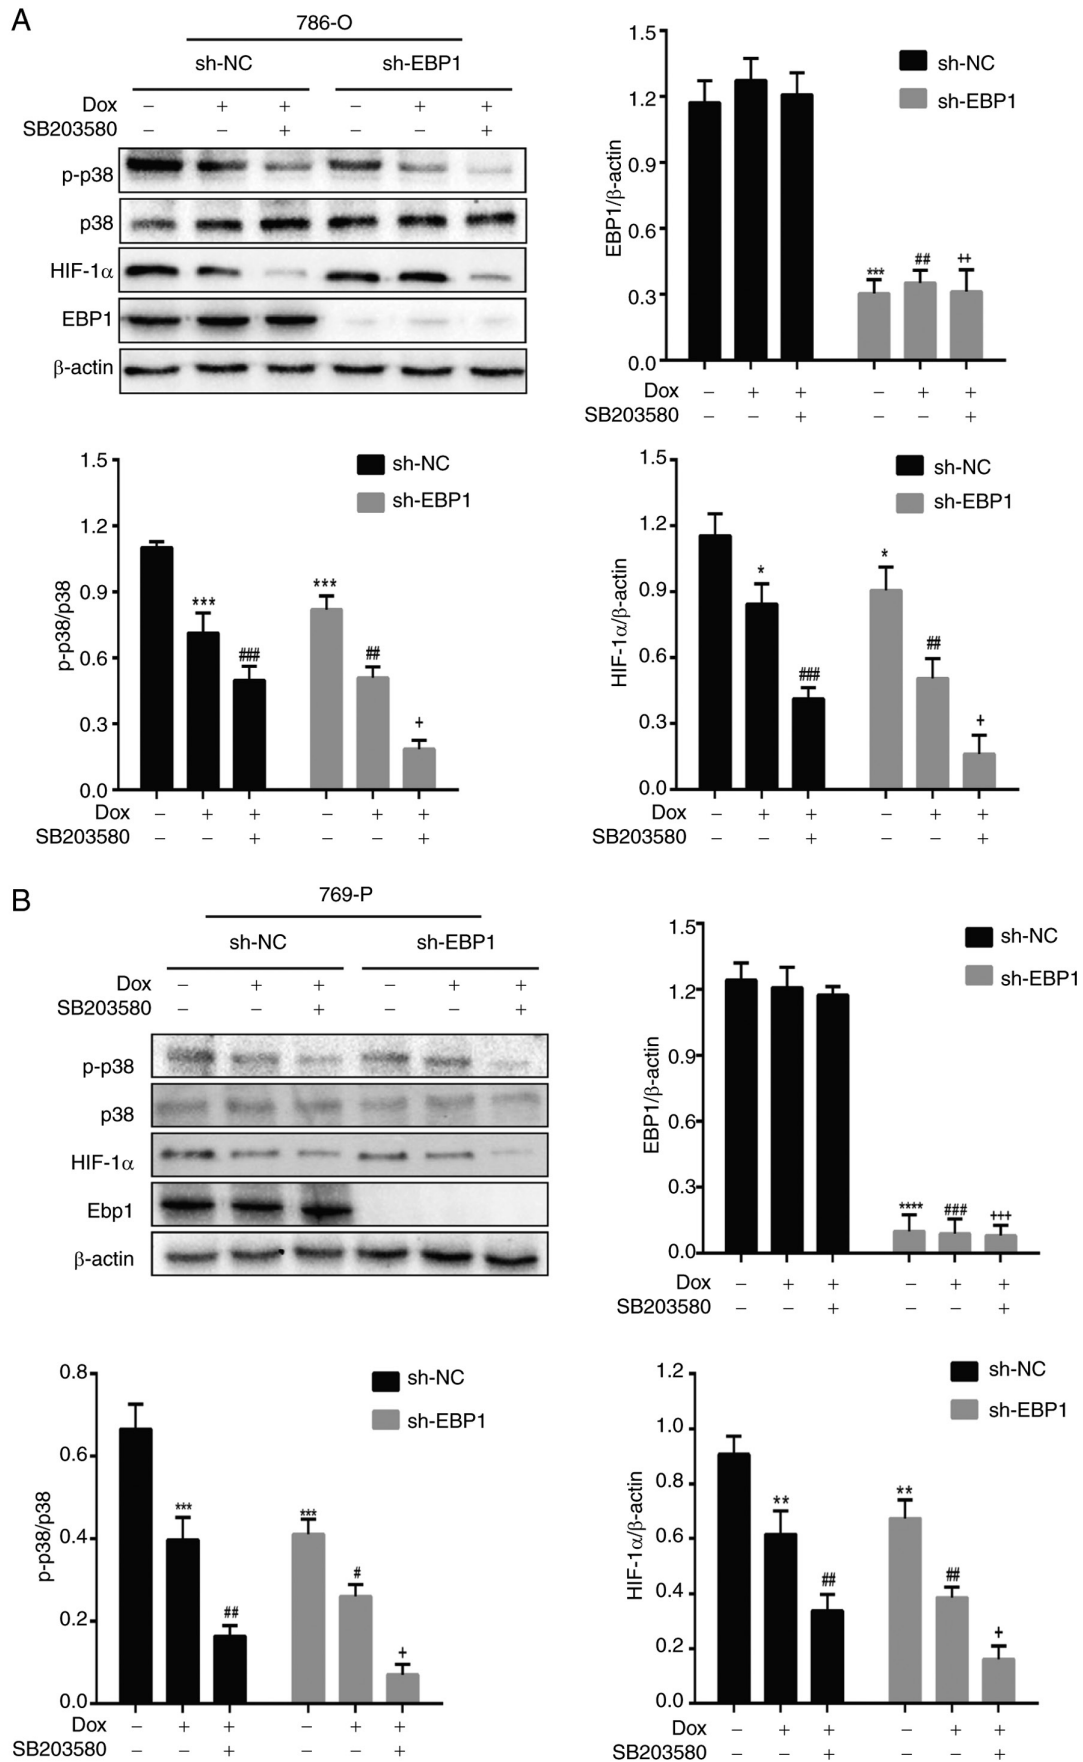 A
786-O
sh-NC sh-EBP1
Dox − + + − + +
SB203580 − − + − − +
p-p38
p38
HIF-1α
EBP1
β-actin
1.5
1.2
0.9
0.6
0.3
0.0
EBP1/β-actin
sh-NC
sh-EBP1
*** ## ++
Dox − + + − + +
SB203580 − − + − − +
1.5
1.2
0.9
0.6
0.3
0.0
p-p38/p38
sh-NC
sh-EBP1
*** ### *** ## +
Dox − + + − + +
SB203580 − − + − − +
1.5
1.2
0.9
0.6
0.3
0.0
HIF-1α/β-actin
sh-NC
sh-EBP1
* ### * ## +
Dox − + + − + +
SB203580 − − + − − +
B
769-P
sh-NC sh-EBP1
Dox − + + − + +
SB203580 − − + − − +
p-p38
p38
HIF-1α
Ebp1
β-actin
1.5
1.2
0.9
0.6
0.3
0.0
EBP1/β-actin
sh-NC
sh-EBP1
**** ### +++
Dox − + + − + +
SB203580 − − + − − +
0.8
0.6
0.4
0.2
0.0
p-p38/p38
sh-NC
sh-EBP1
*** ## *** # +
Dox − + + − + +
SB203580 − − + − − +
1.2
1.0
0.8
0.6
0.4
0.2
0.0
HIF-1α/β-actin
sh-NC
sh-EBP1
** ## ** ## +
Dox − + + − + +
SB203580 − − + − − +